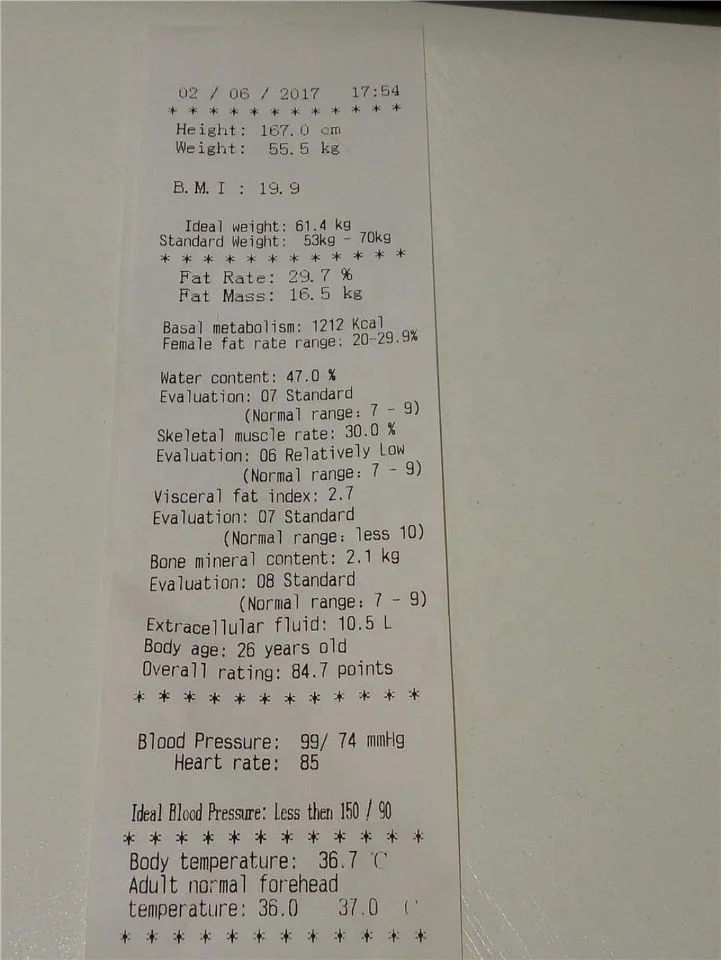 02 / 06 / 2017 17:54
* * * * * * * * * * * *
Height: 167.0 cm
Weight: 55.5 kg
B.M.I : 19.9
Ideal weight: 61.4 kg
Standard Weight: 53kg - 70kg
* * * * * * * * * * * *
Fat Rate: 29.7 %
Fat Mass: 16.5 kg
Basal metabolism: 1212 Kcal
Female fat rate range: 20-29.9%
Water content: 47.0 %
Evaluation: 07 Standard
(Normal range: 7 - 9)
Skeletal muscle rate: 30.0 %
Evaluation: 06 Relatively Low
(Normal range: 7 - 9)
Visceral fat index: 2.7
Evaluation: 07 Standard
(Normal range: less 10)
Bone mineral content: 2.1 kg
Evaluation: 08 Standard
(Normal range: 7 - 9)
Extracellular fluid: 10.5 L
Body age: 26 years old
Overall rating: 84.7 points
* * * * * * * * * * * *
Blood Pressure: 99/ 74 mmHg
Heart rate: 85
Ideal Blood Pressure: Less then 150 / 90
* * * * * * * * * * * *
Body temperature: 36.7 ℃
Adult normal forehead
temperature: 36.0 37.0
* * * * * * * * * * * *